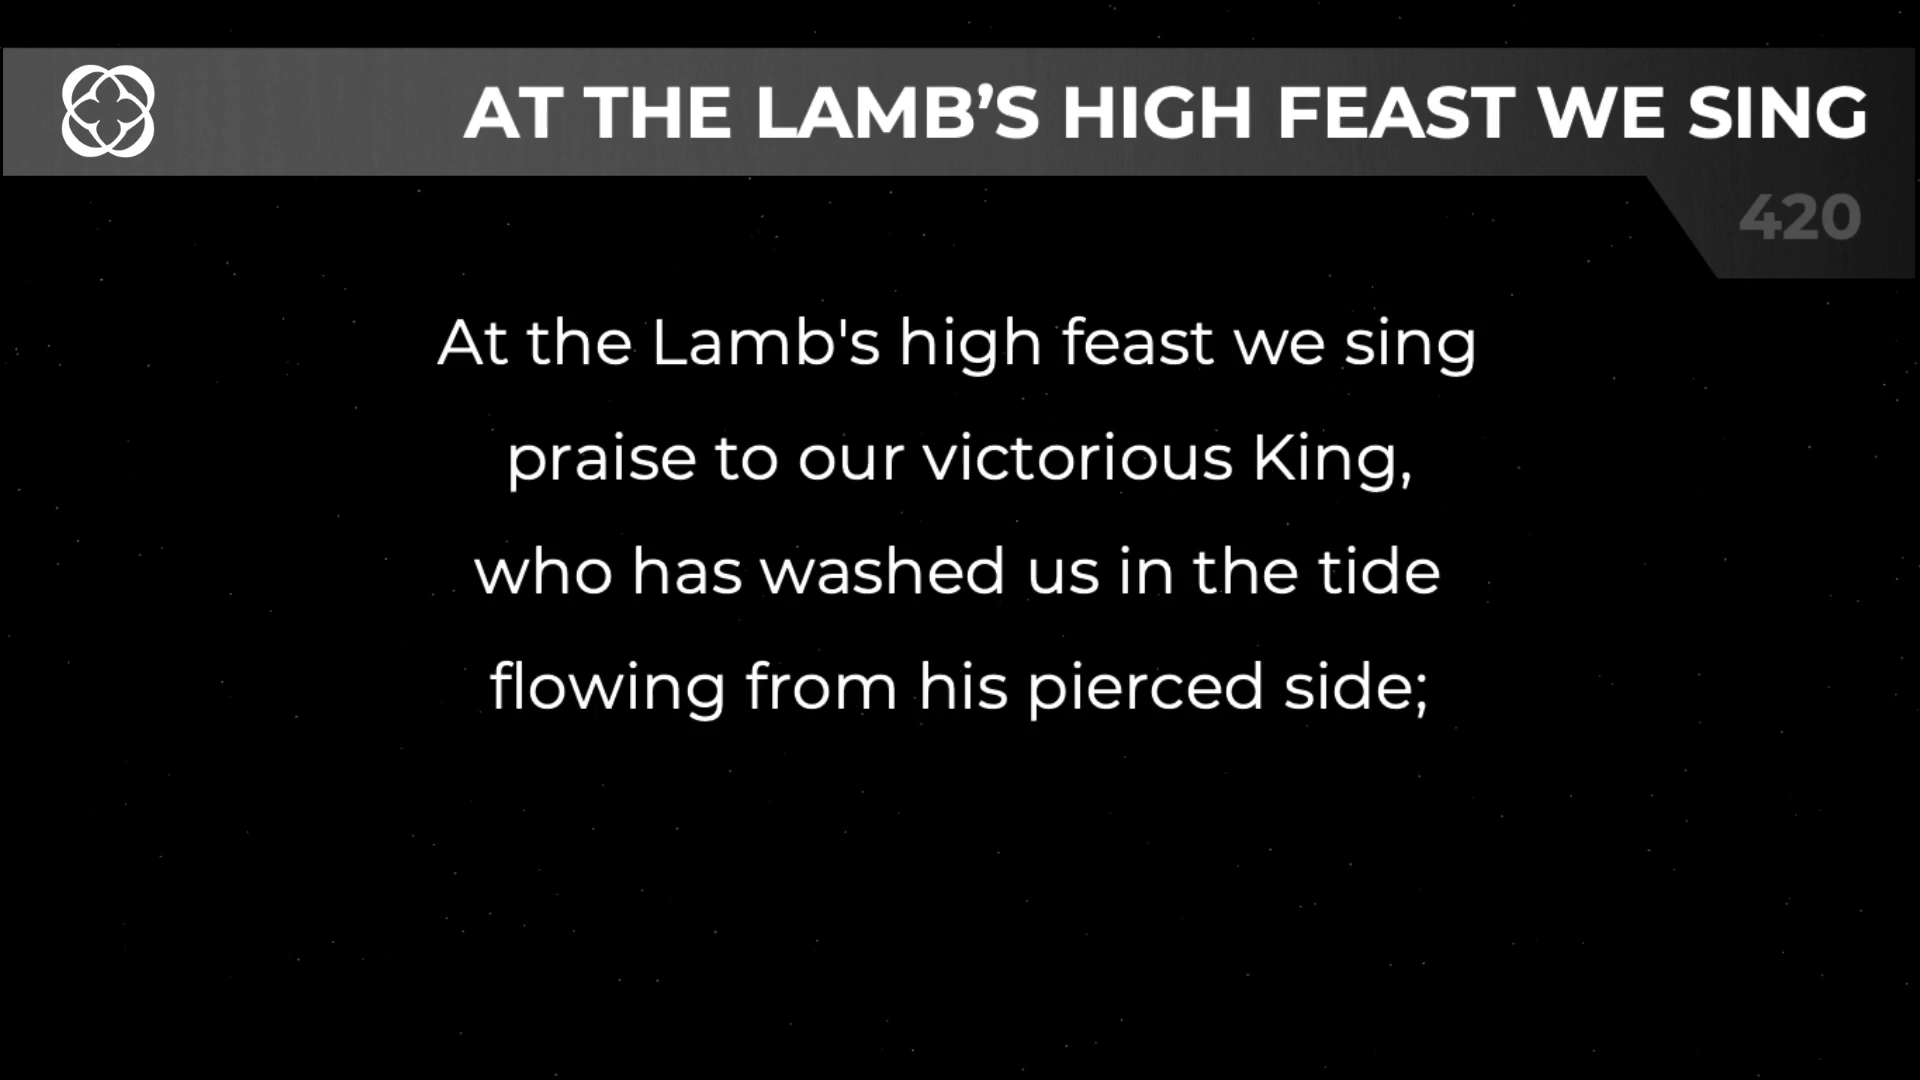 AT THE LAMB’S HIGH FEAST WE SING
420
At the Lamb's high feast we sing
praise to our victorious King,
who has washed us in the tide
flowing from his pierced side;